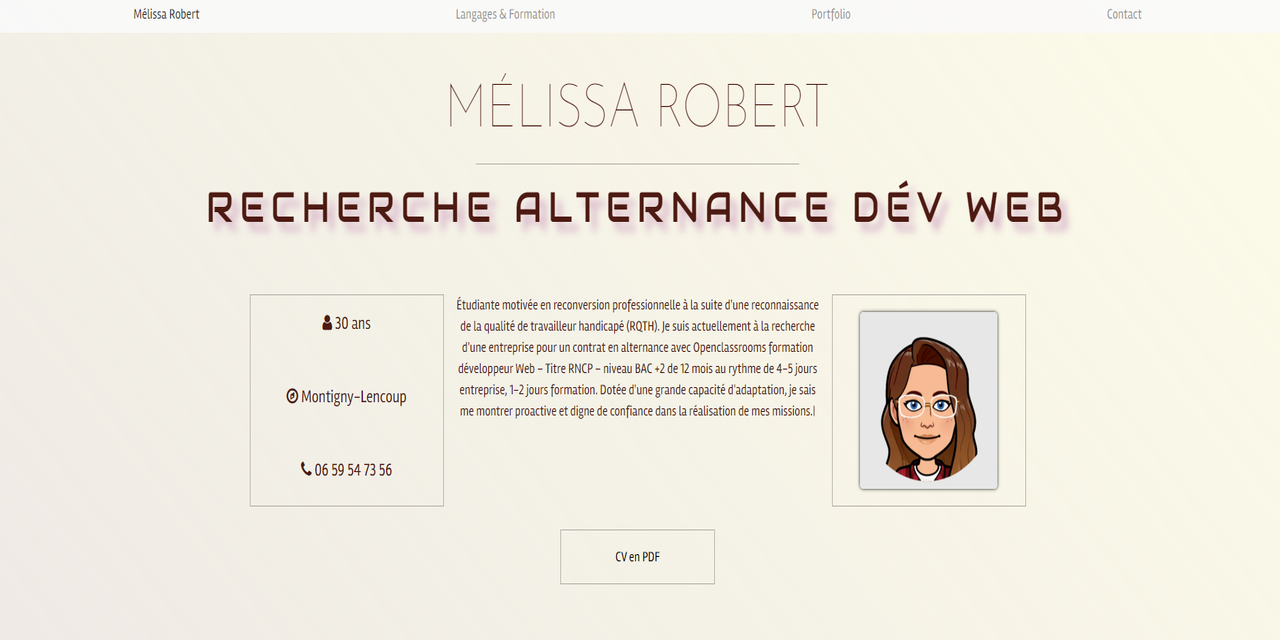 Mélissa Robert
Langages & Formation
Portfolio
Contact
MÉLISSA ROBERT
RECHERCHE ALTERNANCE DÉV WEB
30 ans
Montigny-Lencoup
06 59 54 73 56
Étudiante motivée en reconversion professionnelle à la suite d'une reconnaissance
de la qualité de travailleur handicapé (RQTH). Je suis actuellement à la recherche
d'une entreprise pour un contrat en alternance avec Openclassrooms formation
développeur Web - Titre RNCP - niveau BAC +2 de 12 mois au rythme de 4-5 jours
entreprise, 1-2 jours formation. Dotée d'une grande capacité d'adaptation, je sais
me montrer proactive et digne de confiance dans la réalisation de mes missions.|
CV en PDF